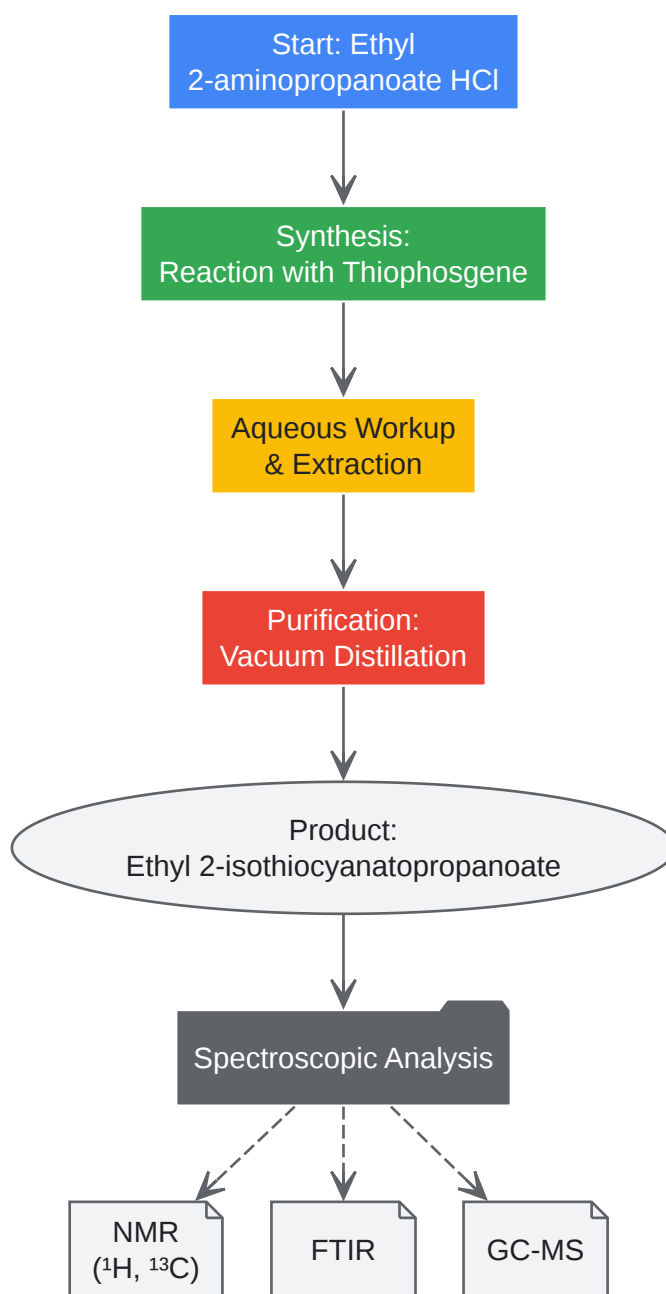 Start: Ethyl
2-aminopropanoate HCl
Synthesis:
Reaction with Thiophosgene
Aqueous Workup
& Extraction
Purification:
Vacuum Distillation
Product:
Ethyl 2-isothiocyanatopropanoate
Spectroscopic Analysis
NMR
(¹H, ¹³C)
FTIR
GC-MS